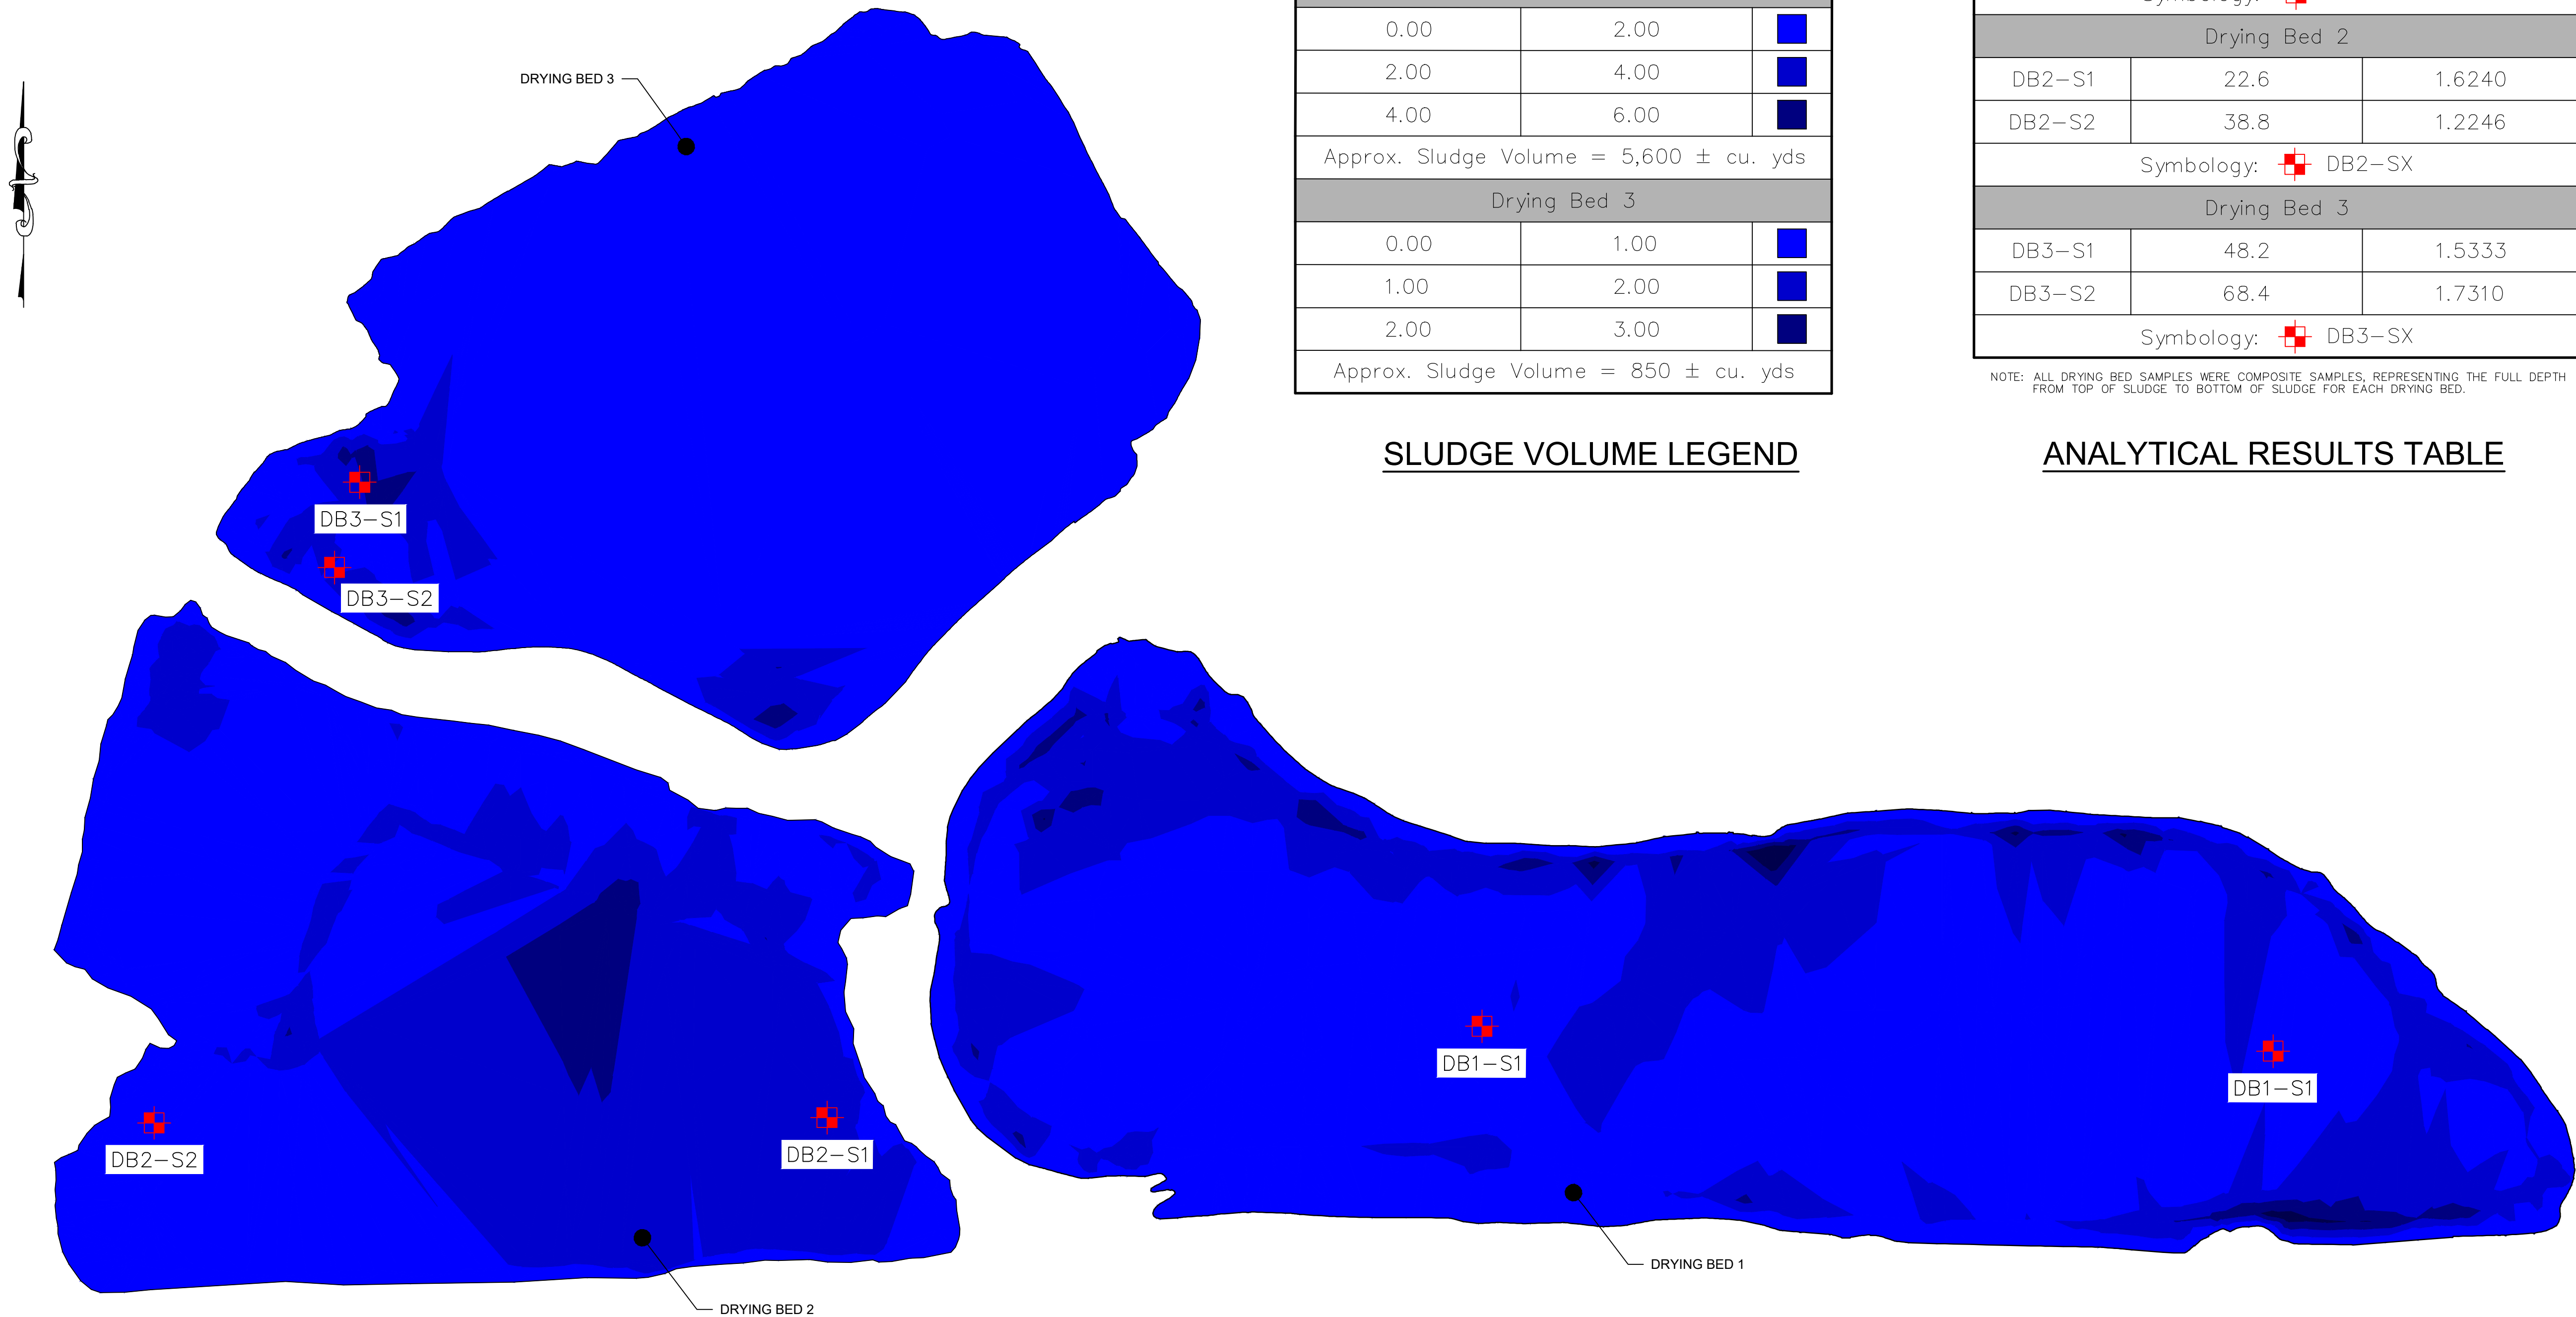 DRYING BED 3
0.00 2.00
2.00 4.00
4.00 6.00
Approx. Sludge Volume = 5,600 ± cu. yds
Drying Bed 3
0.00 1.00
1.00 2.00
2.00 3.00
Approx. Sludge Volume = 850 ± cu. yds
SLUDGE VOLUME LEGEND
Symbology:
Drying Bed 2
DB2-S1 22.6 1.6240
DB2-S2 38.8 1.2246
Symbology: DB2-SX
Drying Bed 3
DB3-S1 48.2 1.5333
DB3-S2 68.4 1.7310
Symbology: DB3-SX
NOTE: ALL DRYING BED SAMPLES WERE COMPOSITE SAMPLES, REPRESENTING THE FULL DEPTH
FROM TOP OF SLUDGE TO BOTTOM OF SLUDGE FOR EACH DRYING BED.
ANALYTICAL RESULTS TABLE
DB3-S1
DB3-S2
DB1-S1
DB1-S1
DB2-S2
DB2-S1
DRYING BED 1
DRYING BED 2